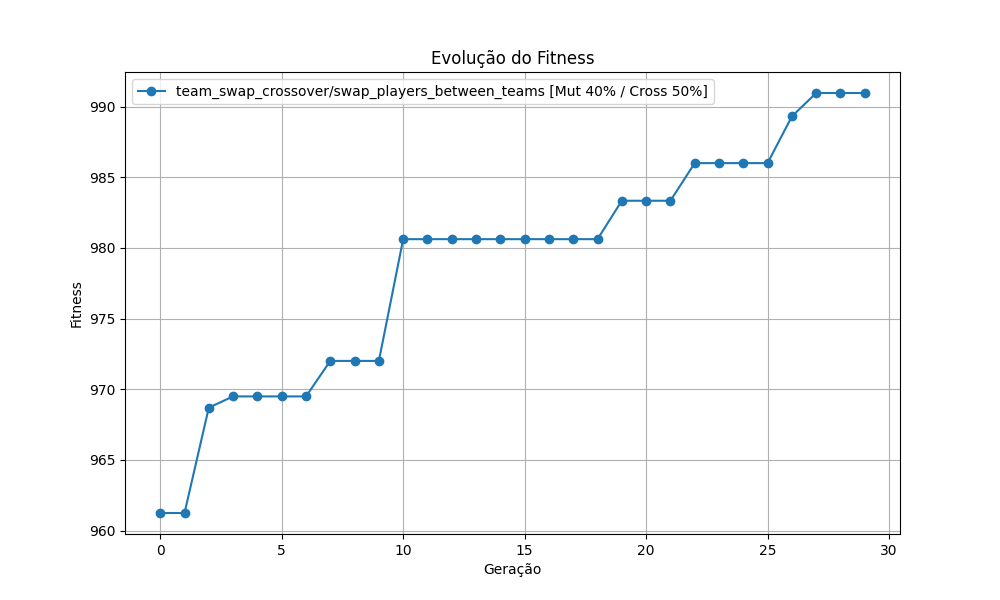 Evolução do Fitness
team_swap_crossover/swap_players_between_teams [Mut 40% / Cross 50%]
Fitness
990
985
980
975
970
965
960
0 5 10 15 20 25 30
Geração